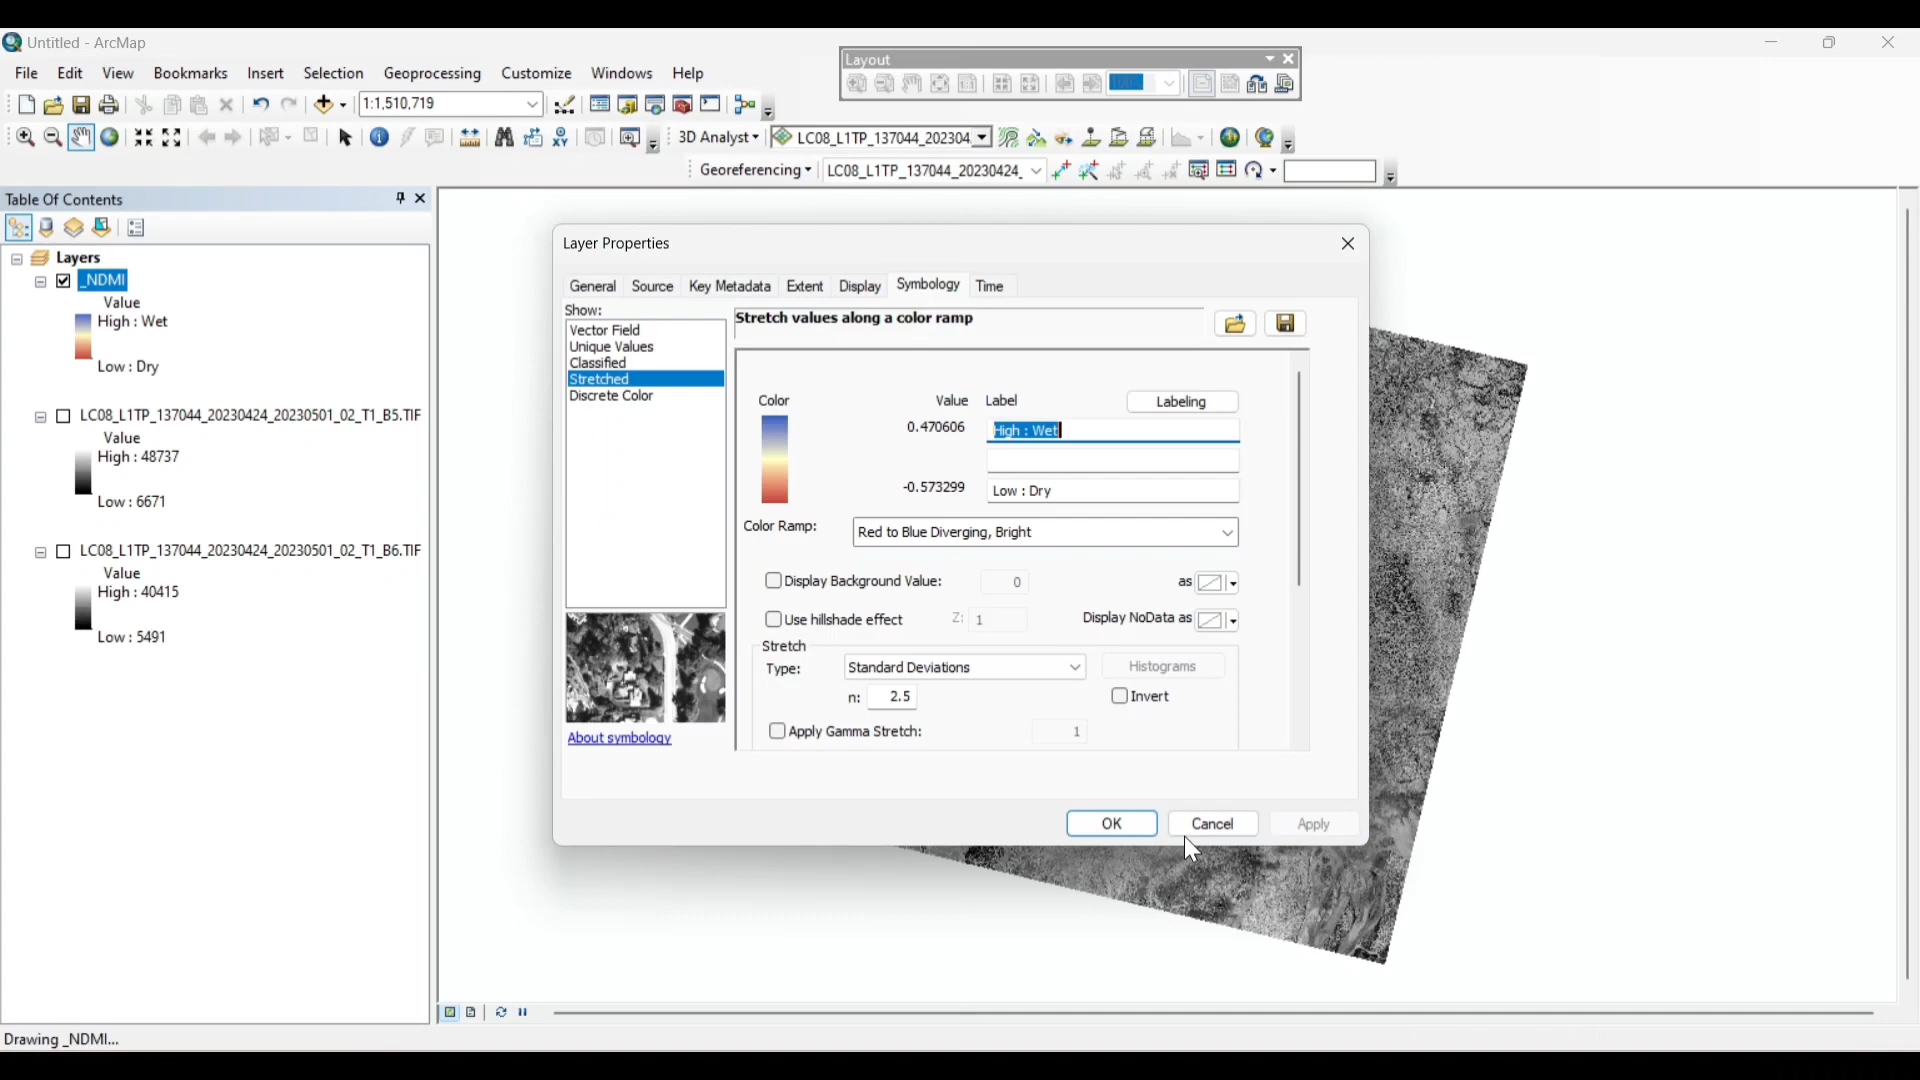 Untitled - ArcMap
Layout
File Edit View Bookmarks Insert Selection Geoprocessing Customize Windows Help
1:1,510,719
3D Analyst LC08_L1TP_137044_202304
Georeferencing LC08_L1TP_137044_20230424_
Table Of Contents
Layers
_NDMI
Value
High : Wet
Low : Dry
LC08_L1TP_137044_20230424_20230501_02_T1_B5.TIF
Value
High : 48737
Low : 6671
LC08_L1TP_137044_20230424_20230501_02_T1_B6.TIF
Value
High : 40415
Low : 5491
Layer Properties
General Source Key Metadata Extent Display Symbology Time
Show:
Vector Field
Unique Values
Classified
Stretched
Discrete Color
About symbology
Stretch values along a color ramp
Color Value Label Labeling
0.470606 High : Wet
-0.573299 Low : Dry
Color Ramp: Red to Blue Diverging, Bright
Display Background Value: 0 as
Use hillshade effect Z: 1 Display NoData as
Stretch
Type: Standard Deviations Histograms
n: 2.5 Invert
Apply Gamma Stretch: 1
OK Cancel Apply
Drawing _NDMI...